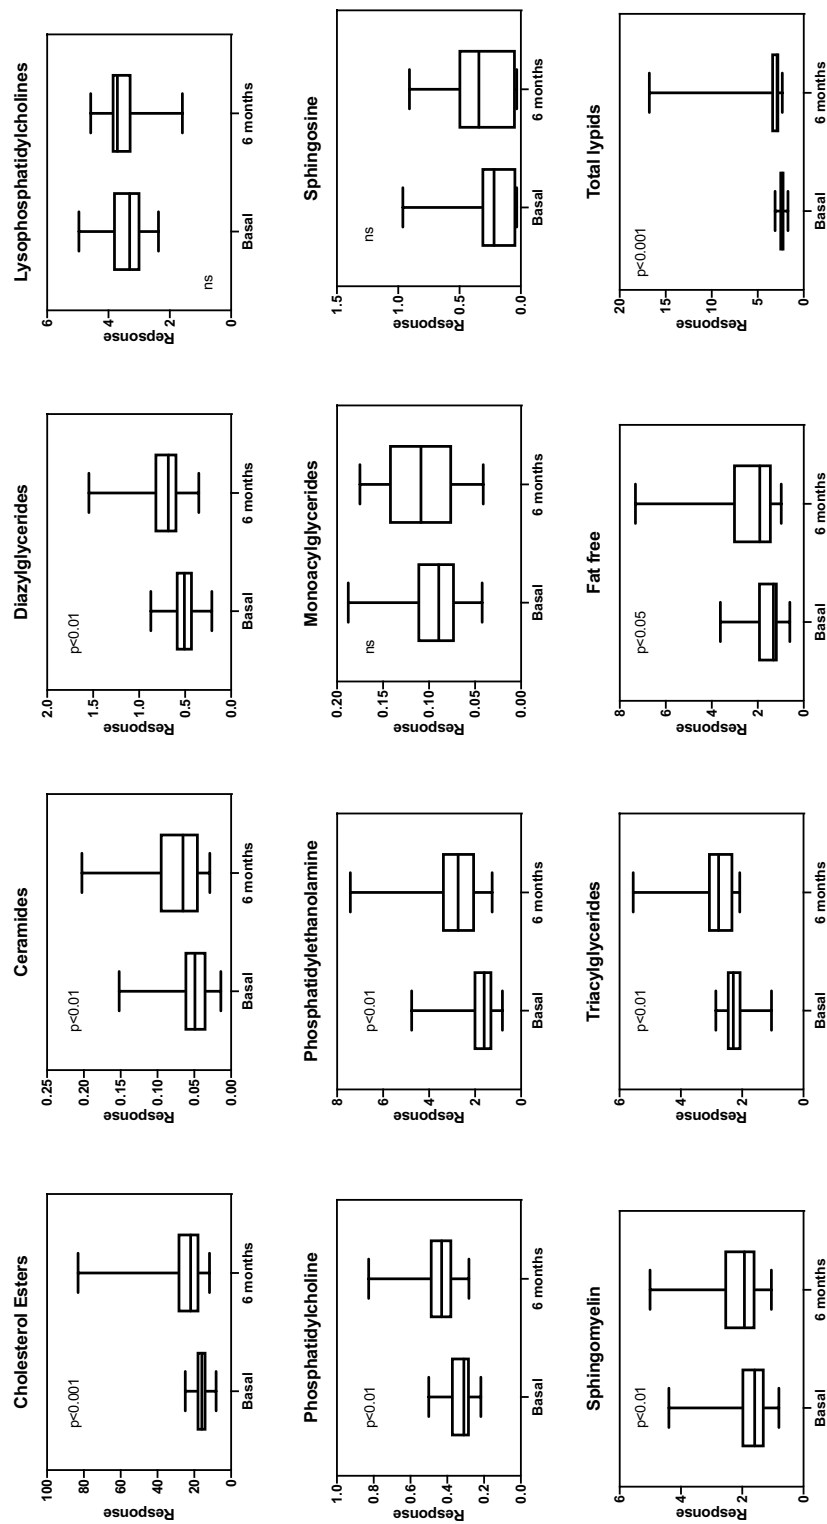 Cholesterol Esters
p<0.001
Response
100
80
60
40
20
0
Basal
6 months
Ceramides
p<0.01
Response
0.25
0.20
0.15
0.10
0.05
0.00
Basal
6 months
Diazylglycerides
p<0.01
Response
2.0
1.5
1.0
0.5
0.0
Basal
6 months
Lysophosphatidylcholines
ns
Repsonse
6
4
2
0
Basal
6 months
Phosphatidylcholine
p<0.01
Response
1.0
0.8
0.6
0.4
0.2
0.0
Basal
6 months
Phosphatidylethanolamine
p<0.01
Response
8
6
4
2
0
Basal
6 months
Monoacylglycerides
ns
Response
0.20
0.15
0.10
0.05
0.00
Basal
6 months
Sphingosine
ns
Response
1.5
1.0
0.5
0.0
Basal
6 months
Sphingomyelin
p<0.01
Response
6
4
2
0
Basal
6 months
Triacylglycerides
p<0.01
Response
6
4
2
0
Basal
6 months
Fat free
p<0.05
Response
8
6
4
2
0
Basal
6 months
Total lypids
p<0.001
Response
20
15
10
5
0
Basal
6 months